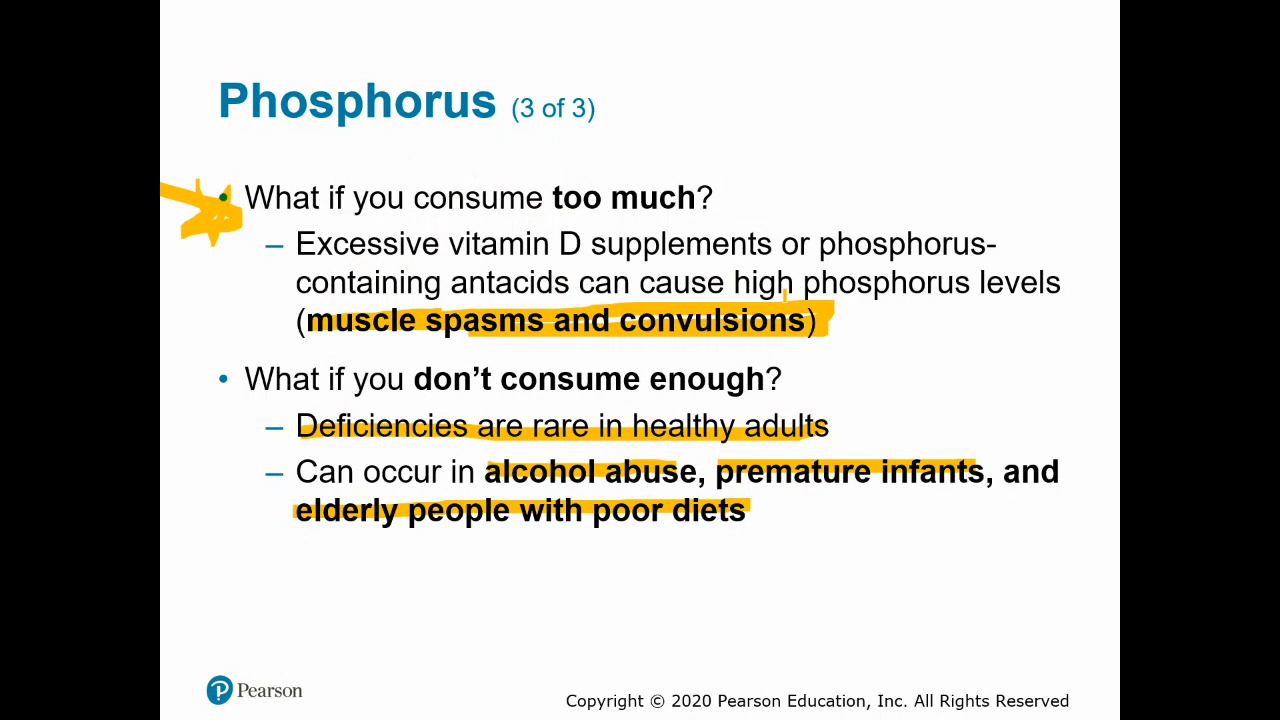 Phosphorus (3 of 3)
• What if you consume too much?
– Excessive vitamin D supplements or phosphorus-
containing antacids can cause high phosphorus levels
(muscle spasms and convulsions)
• What if you don’t consume enough?
– Deficiencies are rare in healthy adults
– Can occur in alcohol abuse, premature infants, and
elderly people with poor diets
Pearson
Copyright © 2020 Pearson Education, Inc. All Rights Reserved